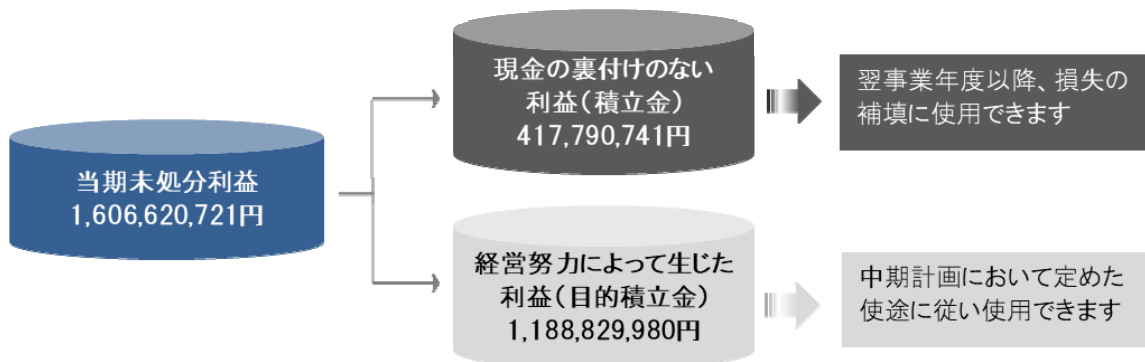 当期未処分利益
1,606,620,721円
現金の裏付けのない
利益(積立金)
417,790,741円
翌事業年度以降、損失の
補填に使用できます
経営努力によって生じた
利益(目的積立金)
1,188,829,980円
中期計画において定めた
使途に従い使用できます